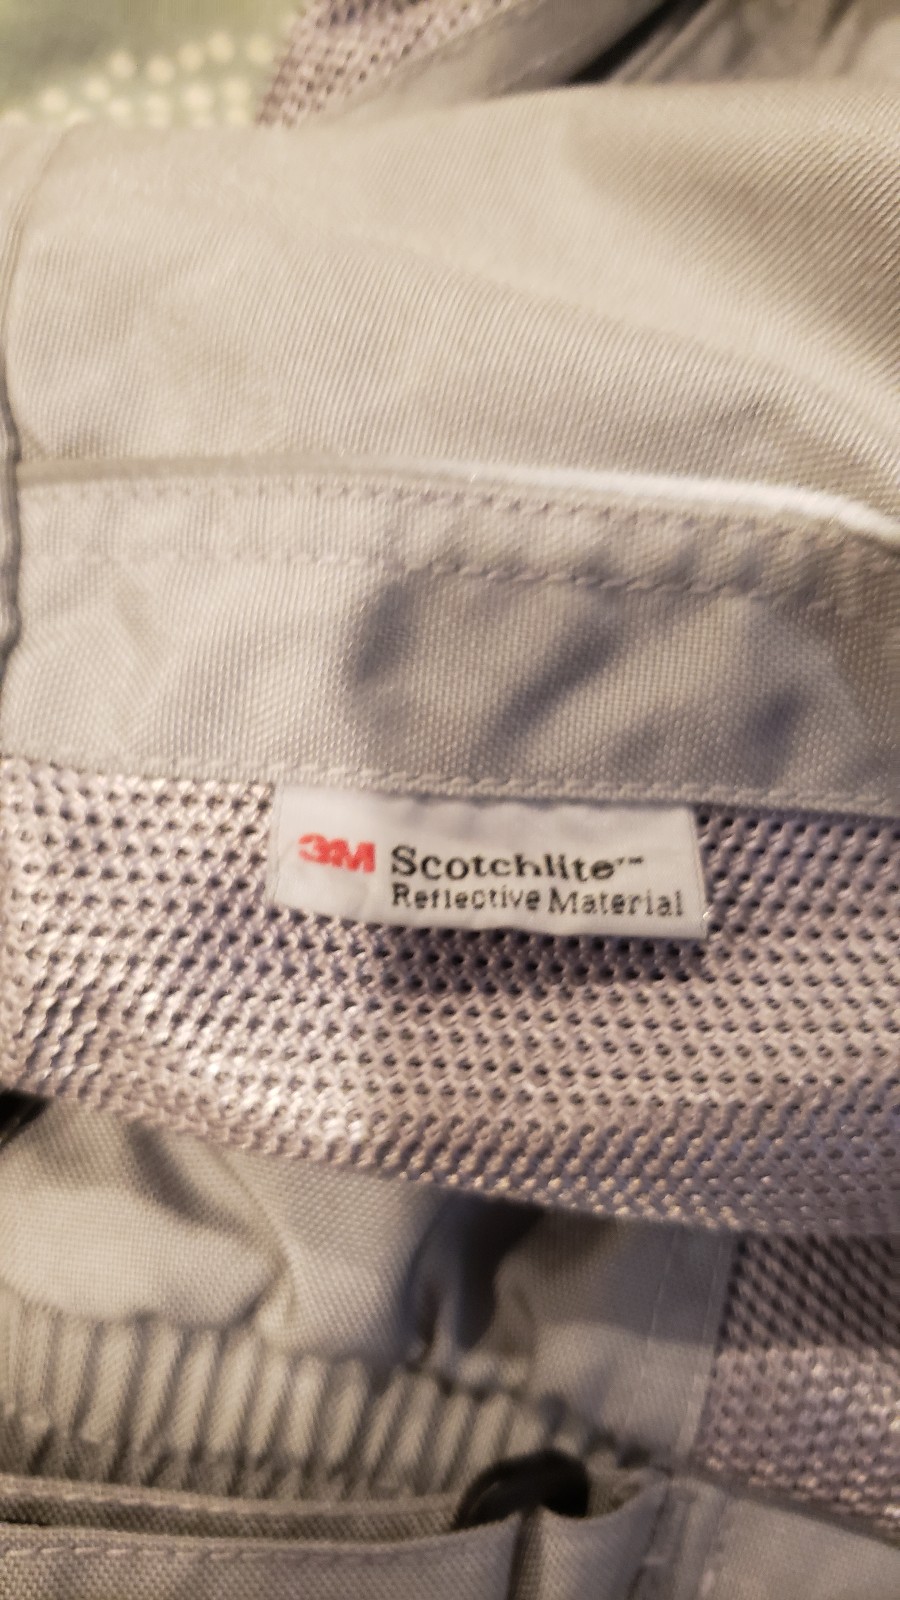 3M Scotchlite™
Reflective Material